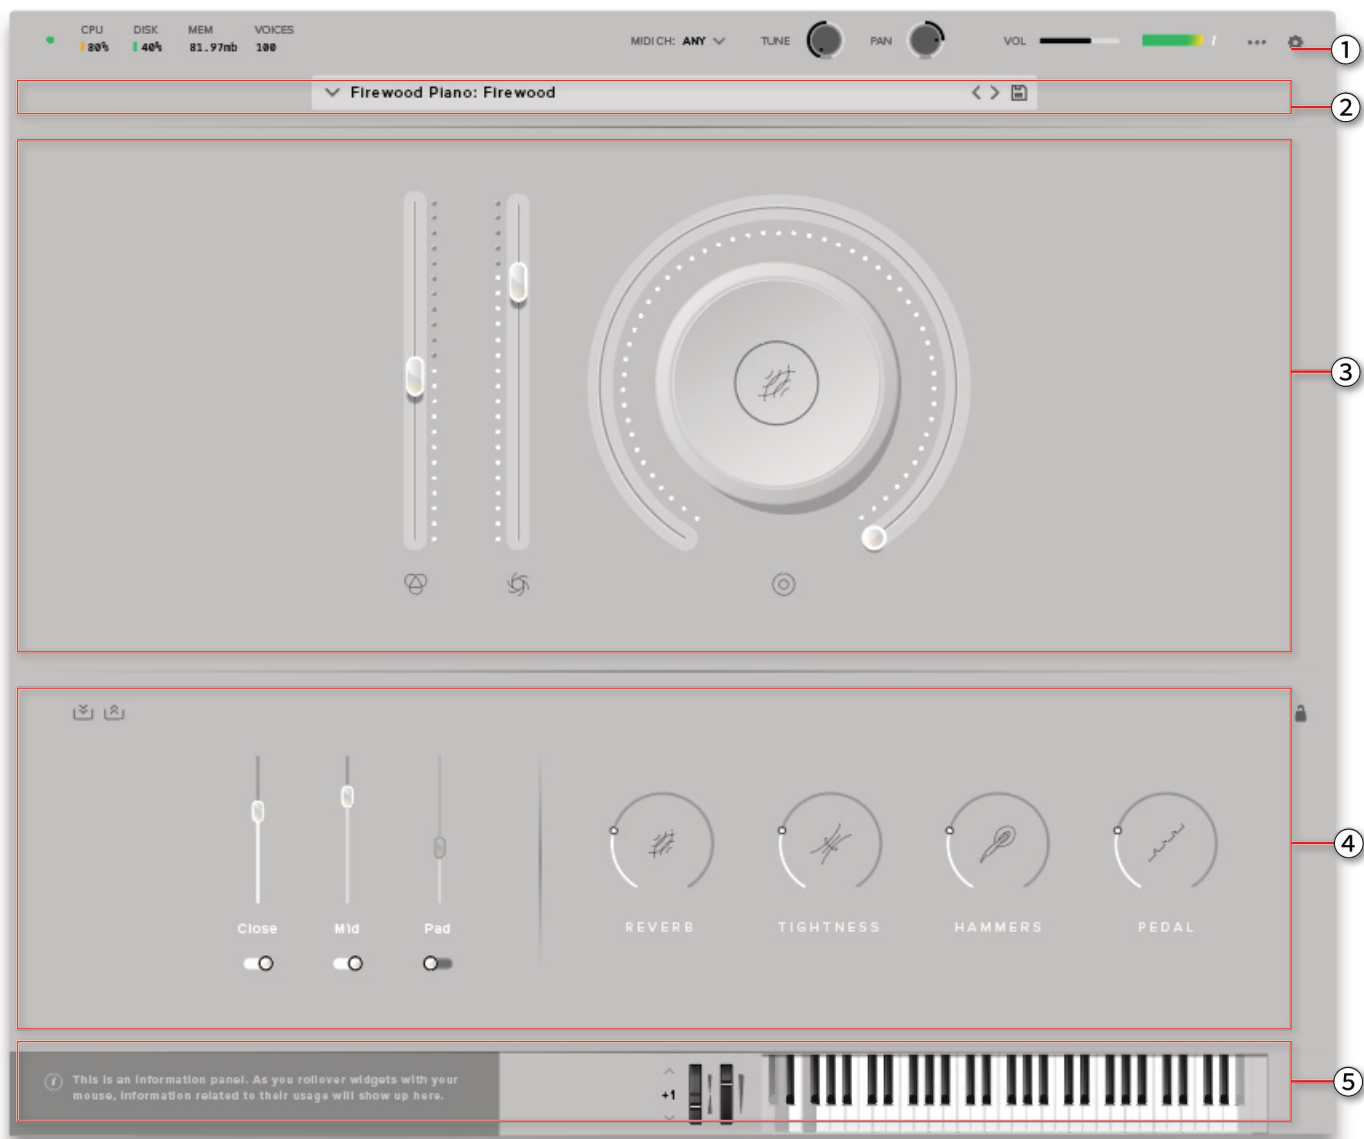 CPU DISK MEM VOICES
80% 40% 81.97mb 100
MIDI CH: ANY TUNE PAN VOL
1
Firewood Piano: Firewood
2
3
Close Mid Pad
REVERB TIGHTNESS HAMMERS PEDAL
4
i This is an information panel. As you rollover widgets with your
mouse, information related to their usage will show up here.
+1
5